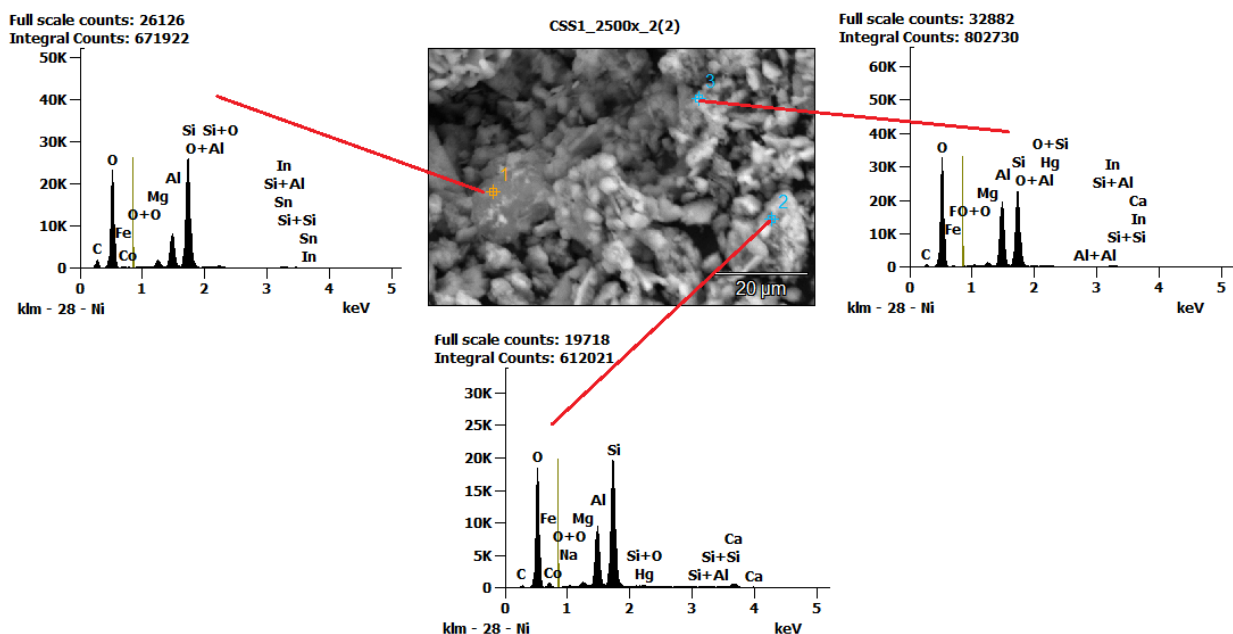 CSS1_2500x_2(2)
Full scale counts: 26126
Integral Counts: 671922
50K
40K
30K
20K
10K
0
O
Si Si+O
O+Al
Al
Mg
O+O
Fe
Co
C
In
Si+Al
Sn
Si+Si
Sn
In
0 1 2 3 4 5
klm - 28 - Ni
keV
1
2
3
20 µm
Full scale counts: 32882
Integral Counts: 802730
60K
50K
40K
30K
20K
10K
0
O
O+Si
Si Hg
Al O+Al
Mg
FO+O
Fe
C
In
Si+Al
Ca
In
Si+Si
Al+Al
0 1 2 3 4 5
klm - 28 - Ni
keV
Full scale counts: 19718
Integral Counts: 612021
30K
25K
20K
15K
10K
5K
0
O
Si
Al
Fe Mg
O+O
Na
Co
C
Si+O
Hg
Ca
Si+Si
Si+Al
Ca
0 1 2 3 4 5
klm - 28 - Ni
keV